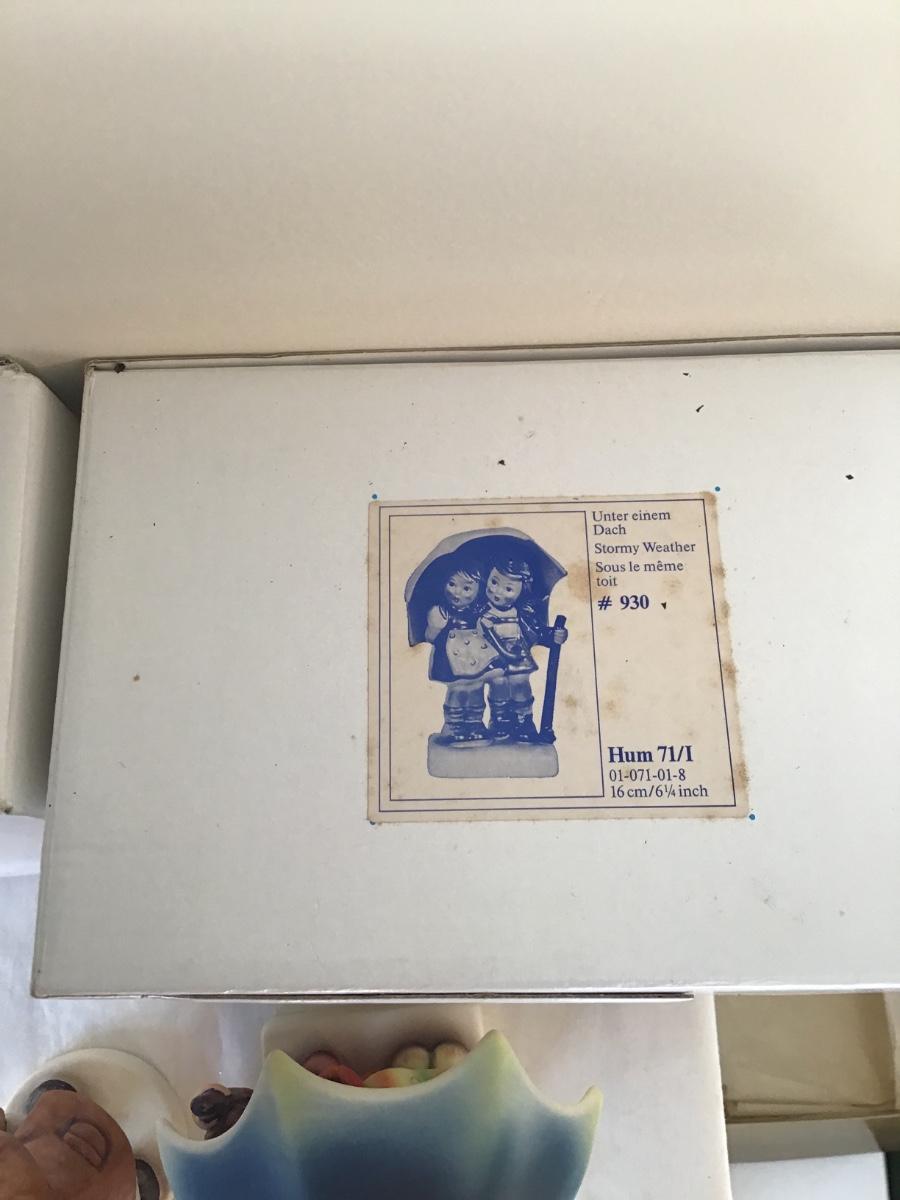 Unter einem
Dach
Stormy Weather
Sous le même
toit
# 930
Hum 71/I
01-071-01-8
16 cm/6¼ inch